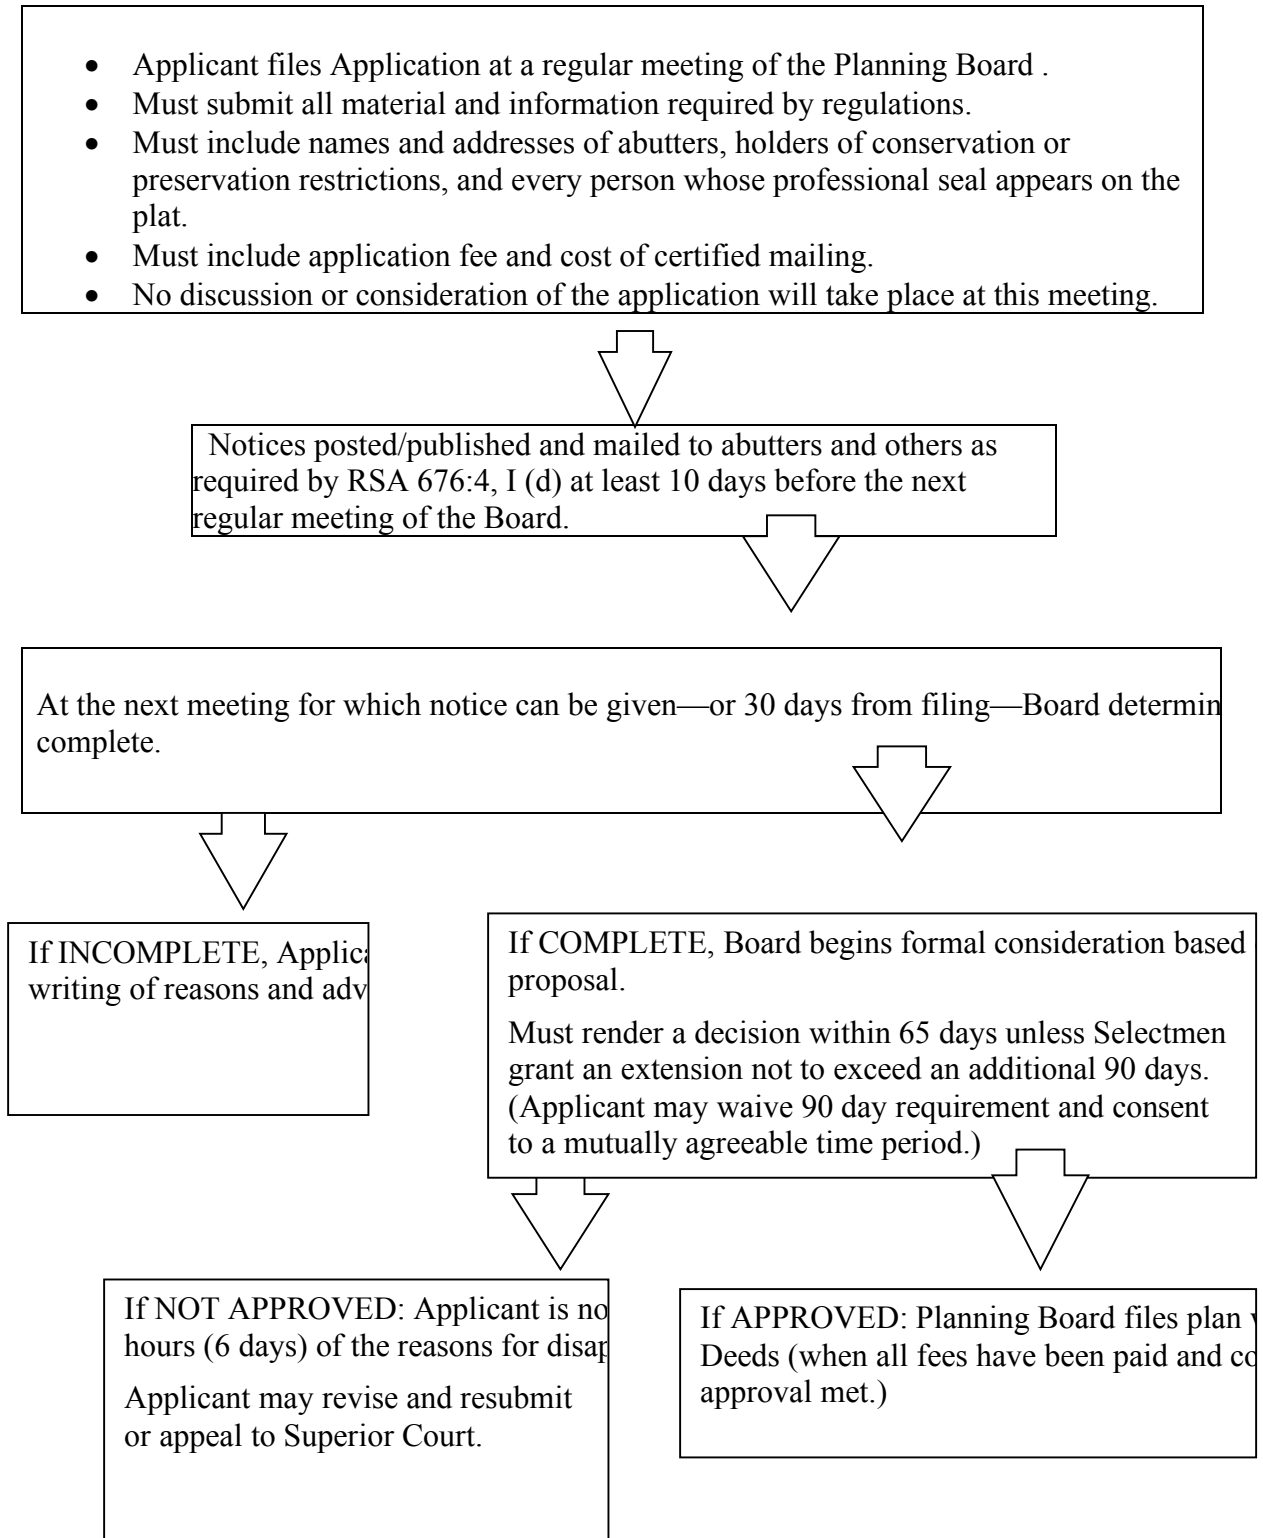 • Applicant files Application at a regular meeting of the Planning Board .
• Must submit all material and information required by regulations.
• Must include names and addresses of abutters, holders of conservation or
preservation restrictions, and every person whose professional seal appears on the
plat.
• Must include application fee and cost of certified mailing.
• No discussion or consideration of the application will take place at this meeting.
Notices posted/published and mailed to abutters and others as
required by RSA 676:4, I (d) at least 10 days before the next
regular meeting of the Board.
At the next meeting for which notice can be given—or 30 days from filing—Board determin
complete.
If INCOMPLETE, Applica
writing of reasons and adv
If COMPLETE, Board begins formal consideration based
proposal.
Must render a decision within 65 days unless Selectmen
grant an extension not to exceed an additional 90 days.
(Applicant may waive 90 day requirement and consent
to a mutually agreeable time period.)
If NOT APPROVED: Applicant is no
hours (6 days) of the reasons for disap
Applicant may revise and resubmit
or appeal to Superior Court.
If APPROVED: Planning Board files plan
Deeds (when all fees have been paid and co
approval met.)